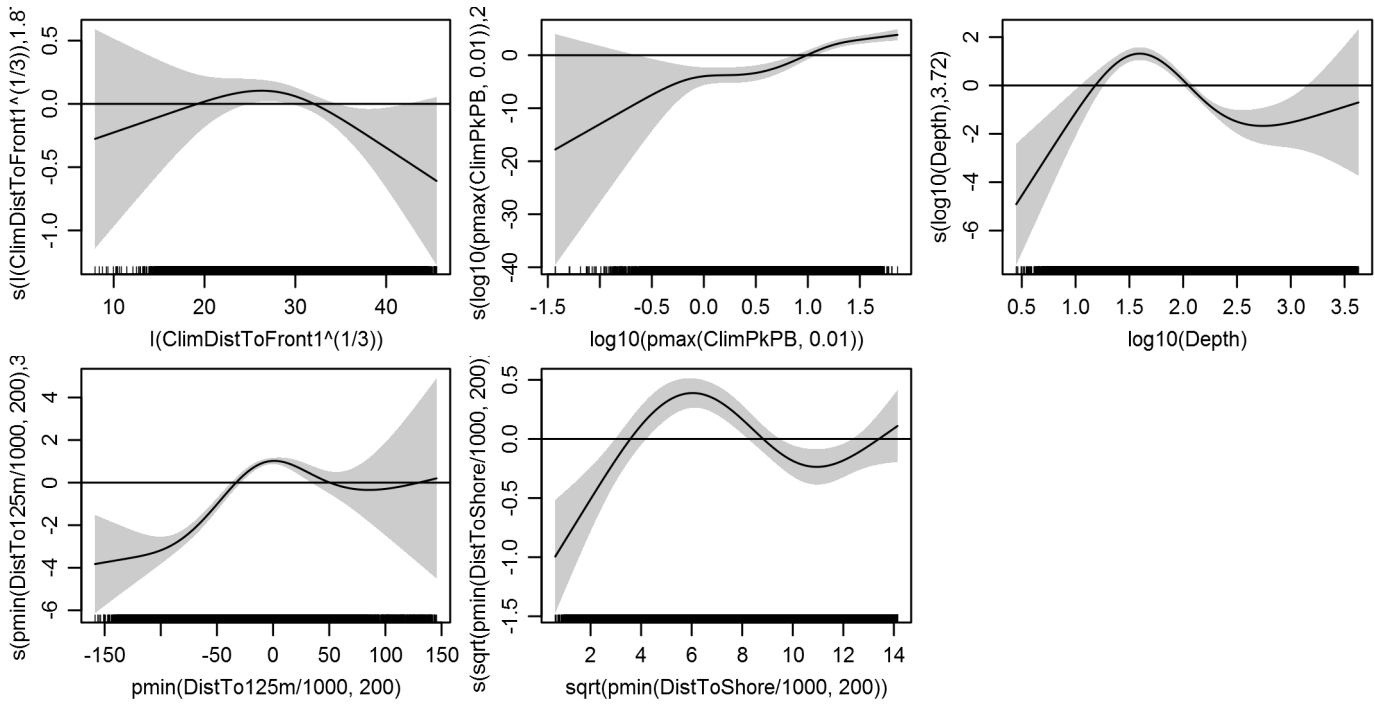 s(I(ClimDistToFront1^(1/3)),1.8
0.5
0.0
-0.5
-1.0
10 20 30 40
I(ClimDistToFront1^(1/3))
s(log10(pmax(ClimPkPB, 0.01)),2
0
-10
-20
-30
-40
-1.5 -0.5 0.0 0.5 1.0 1.5
log10(pmax(ClimPkPB, 0.01))
s(log10(Depth),3.72)
2
0
-2
-4
-6
0.5 1.0 1.5 2.0 2.5 3.0 3.5
log10(Depth)
s(pmin(DistTo125m/1000, 200),3
4
2
0
-2
-4
-6
-150 -50 0 50 100 150
pmin(DistTo125m/1000, 200)
s(sqrt(pmin(DistToShore/1000, 200)
0.5
0.0
-0.5
-1.0
-1.5
2 4 6 8 10 12 14
sqrt(pmin(DistToShore/1000, 200))